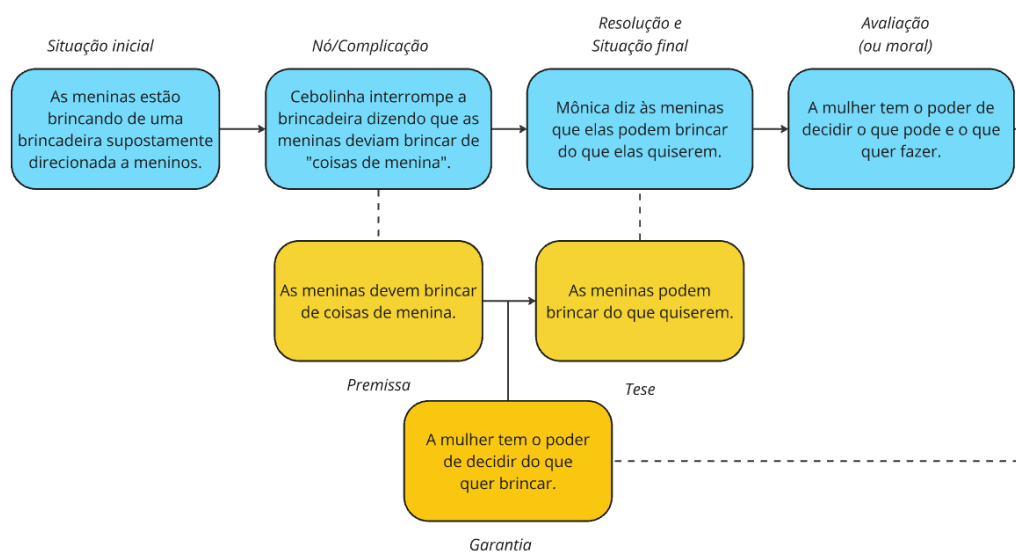 Situação inicial
Nó/Complicação
Resolução e
Situação final
Avaliação
(ou moral)
As meninas estão
brincando de uma
brincadeira supostamente
direcionada a meninos.
Cebolinha interrompe a
brincadeira dizendo que as
meninas deviam brincar de
"coisas de menina".
Mônica diz às meninas
que elas podem brincar
do que elas quiserem.
A mulher tem o poder de
decidir o que pode e o que
quer fazer.
As meninas devem brincar
de coisas de menina.
As meninas podem
brincar do que quiserem.
Premissa
Tese
A mulher tem o poder
de decidir do que
quer brincar.
Garantia